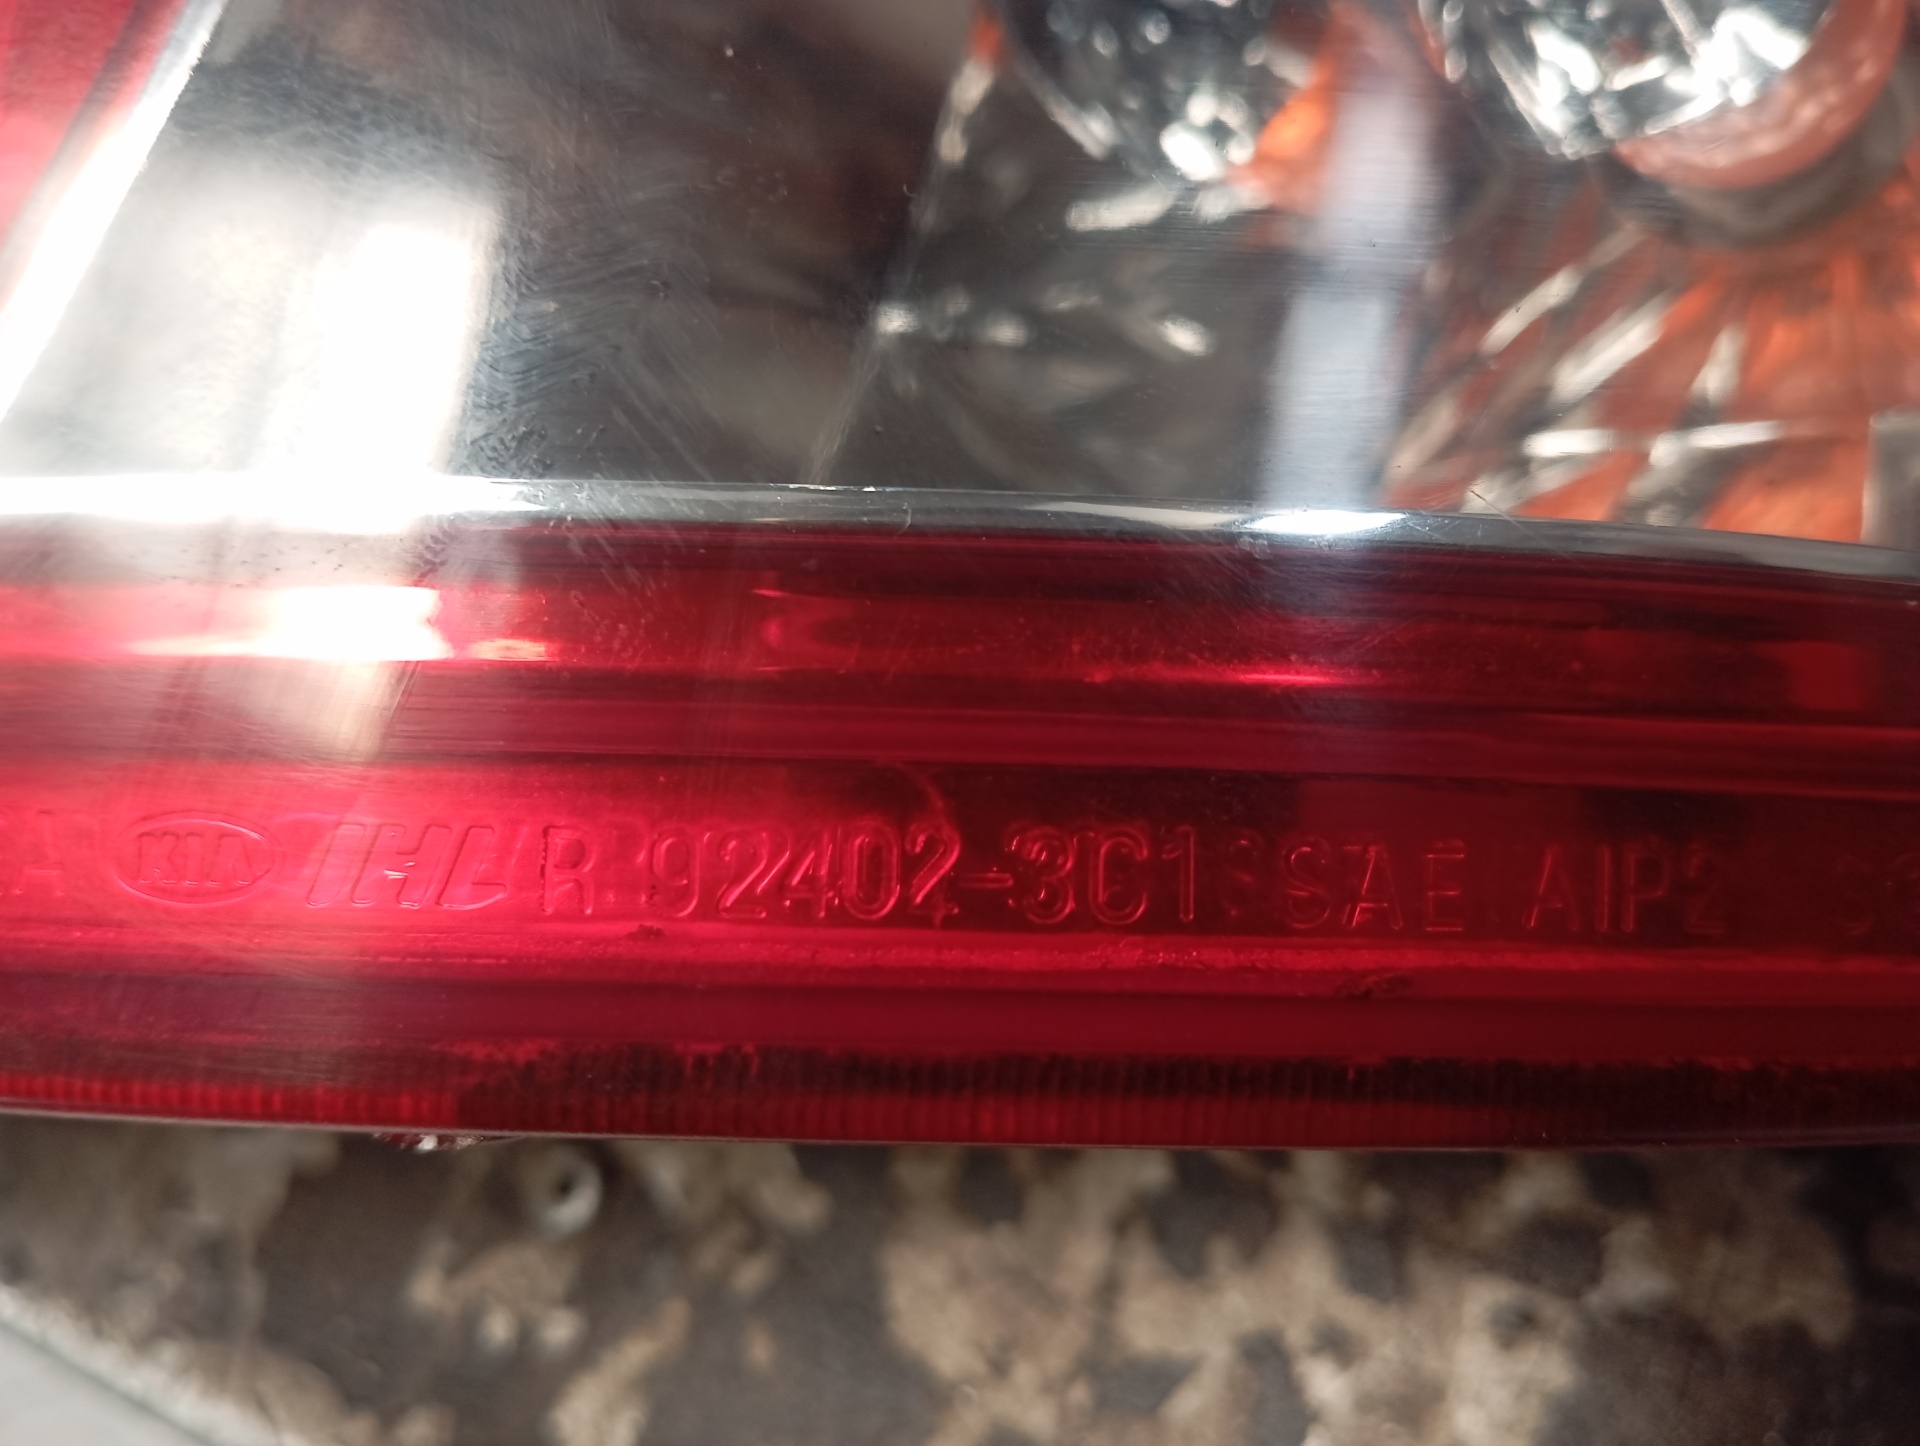 KIA IHL R 92402-3C1 SAE AIP2